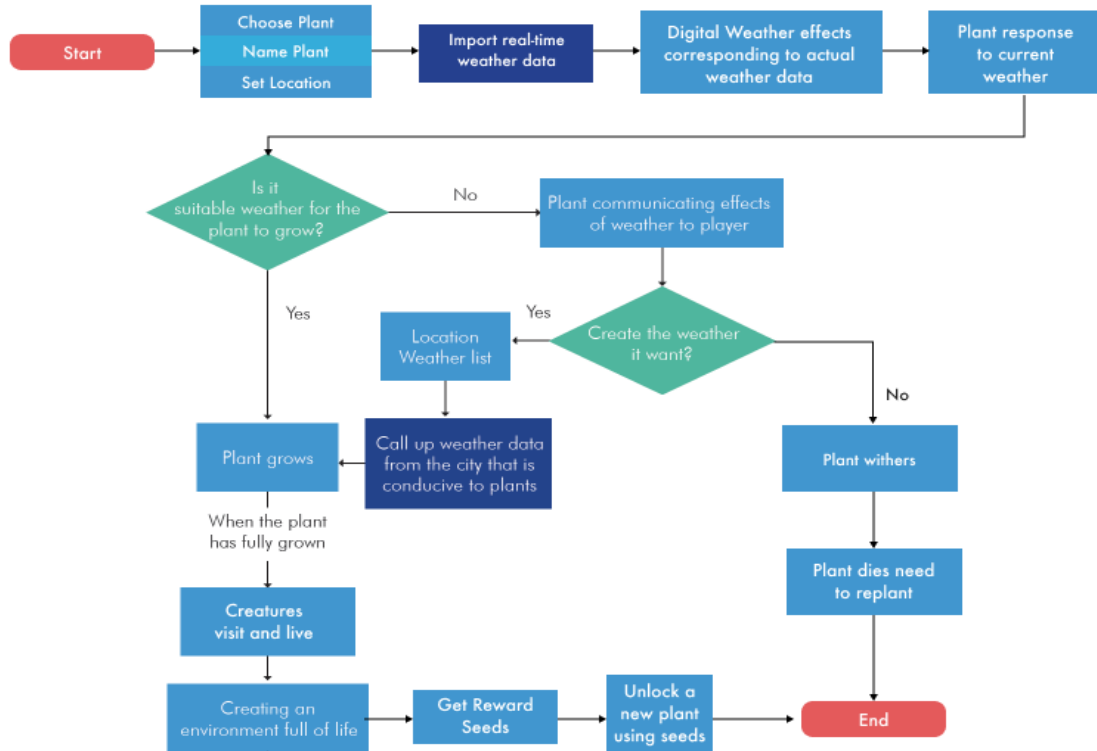 Start
Choose Plant
Name Plant
Set Location
Import real-time
weather data
Digital Weather effects
corresponding to actual
weather data
Plant response
to current
weather
Is it
suitable weather for the
plant to grow?
No
Plant communicating effects
of weather to player
Yes
Create the weather
it want?
Yes
Location
Weather list
No
Call up weather data
from the city that is
conducive to plants
Plant grows
Plant withers
When the plant
has fully grown
Plant dies need
to replant
Creatures
visit and live
Creating an
environment full of life
Get Reward
Seeds
Unlock a
new plant
using seeds
End